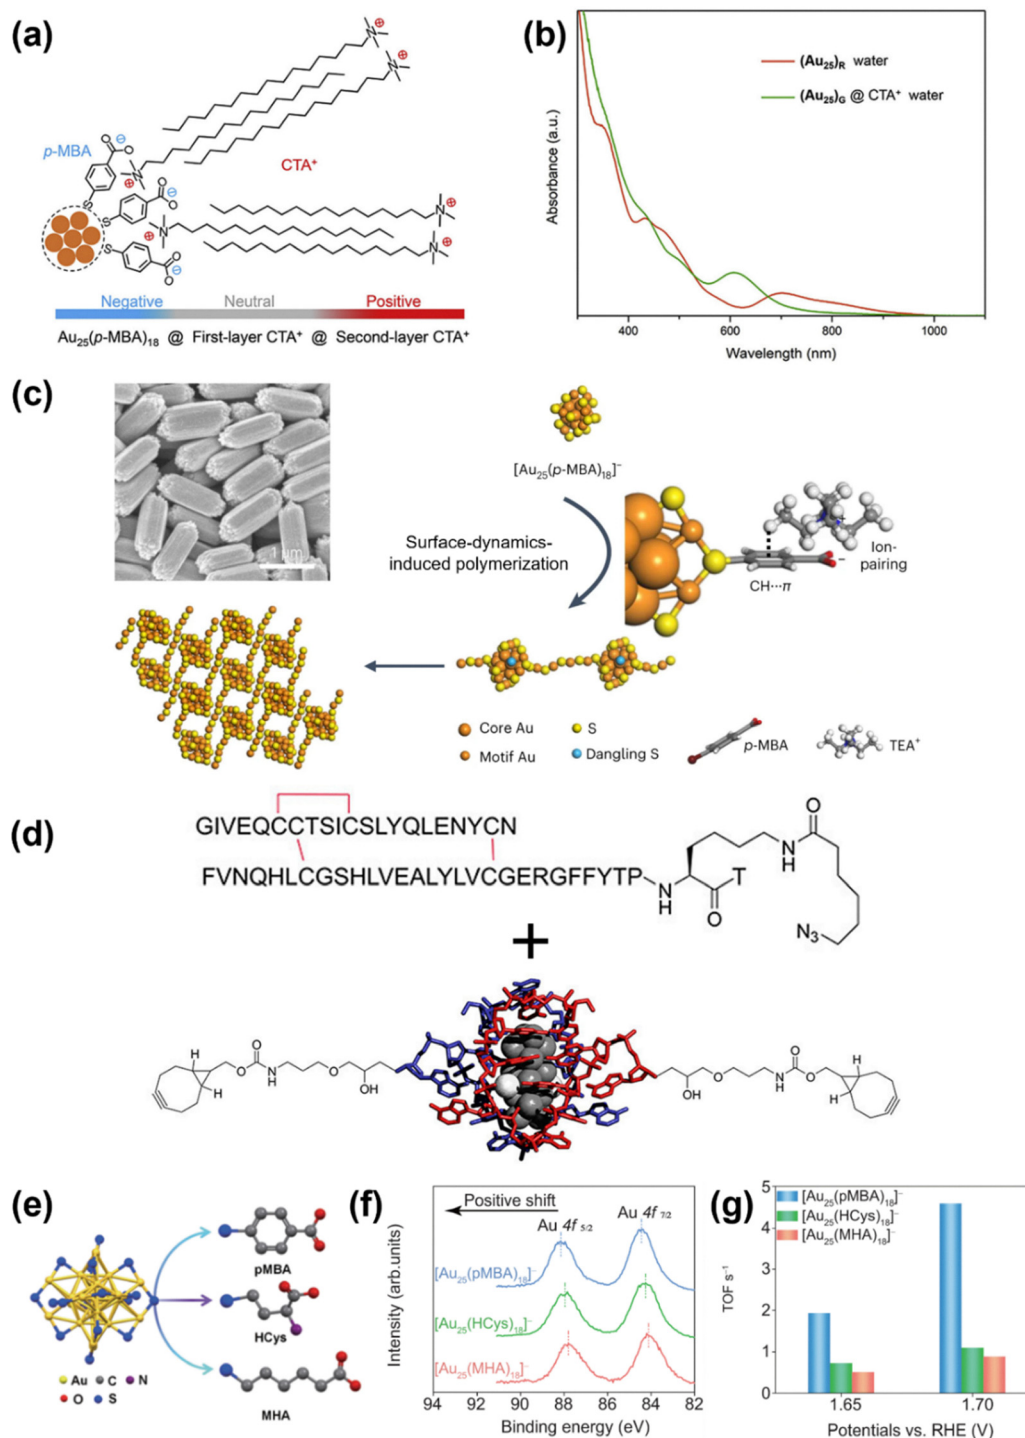 (a)
p-MBA
CTA⁺
Negative Neutral Positive
Au₂₅(p-MBA)₁₈ @ First-layer CTA⁺ @ Second-layer CTA⁺
(b)
(Au₂₅)R water
(Au₂₅)G @ CTA⁺ water
Absorbance (a.u.)
400 600 800 1000
Wavelength (nm)
(c)
1 μm
[Au₂₅(p-MBA)₁₈]⁻
Surface-dynamics-
induced polymerization
CH···π
Ion-
pairing
Core Au
S
Motif Au
Dangling S
p-MBA
TEA⁺
(d)
GIVEQCCTSICSLYQLENYCN
FVNQHLCGSHLVEALYLVCGERGFFYTP
N
H
O
T
N
H
O
N₃
+
H
H
O
O
N
H
O
OH
OH
O
N
H
O
O
H
H
(e)
pMBA
HCys
MHA
Au C N
O S
(f)
Positive shift
Au 4f 5/2
Au 4f 7/2
[Au₂₅(pMBA)₁₈]⁻
[Au₂₅(HCys)₁₈]⁻
[Au₂₅(MHA)₁₈]⁻
Intensity (arb.units)
94 92 90 88 86 84 82
Binding energy (eV)
(g)
[Au₂₅(pMBA)₁₈]⁻
[Au₂₅(HCys)₁₈]⁻
[Au₂₅(MHA)₁₈]⁻
TOF s⁻¹
5
4
3
2
1
0
1.65 1.70
Potentials vs. RHE (V)